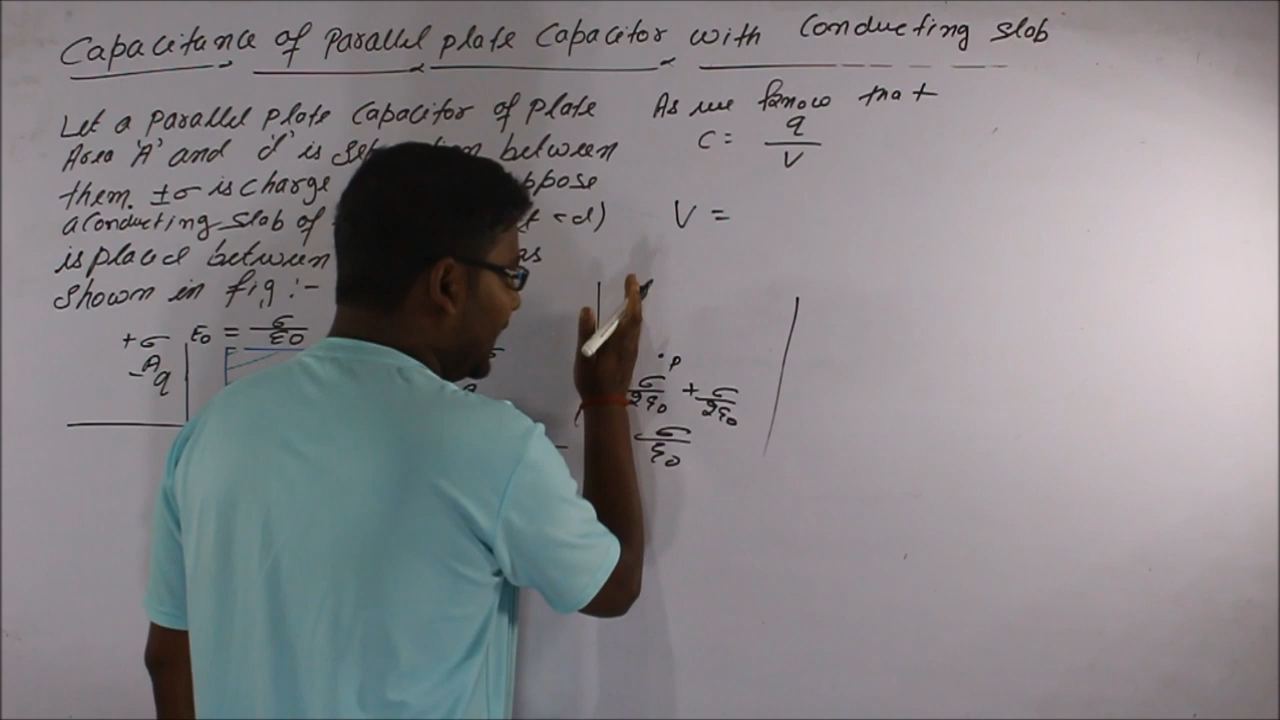 Capacitance of parallel plate Capacitor with Conducting slab
Let a parallel plate Capacitor of plate
Area 'A' and 'd' is between
them. ±σ is charge
a Conducting slab of < d)
is placed between as
shown in fig :-
As we know that
C = q/V
V =
+σ E0 = σ/ε0
A
q
.P
σ/2ε0 + σ/2ε0
σ/ε0